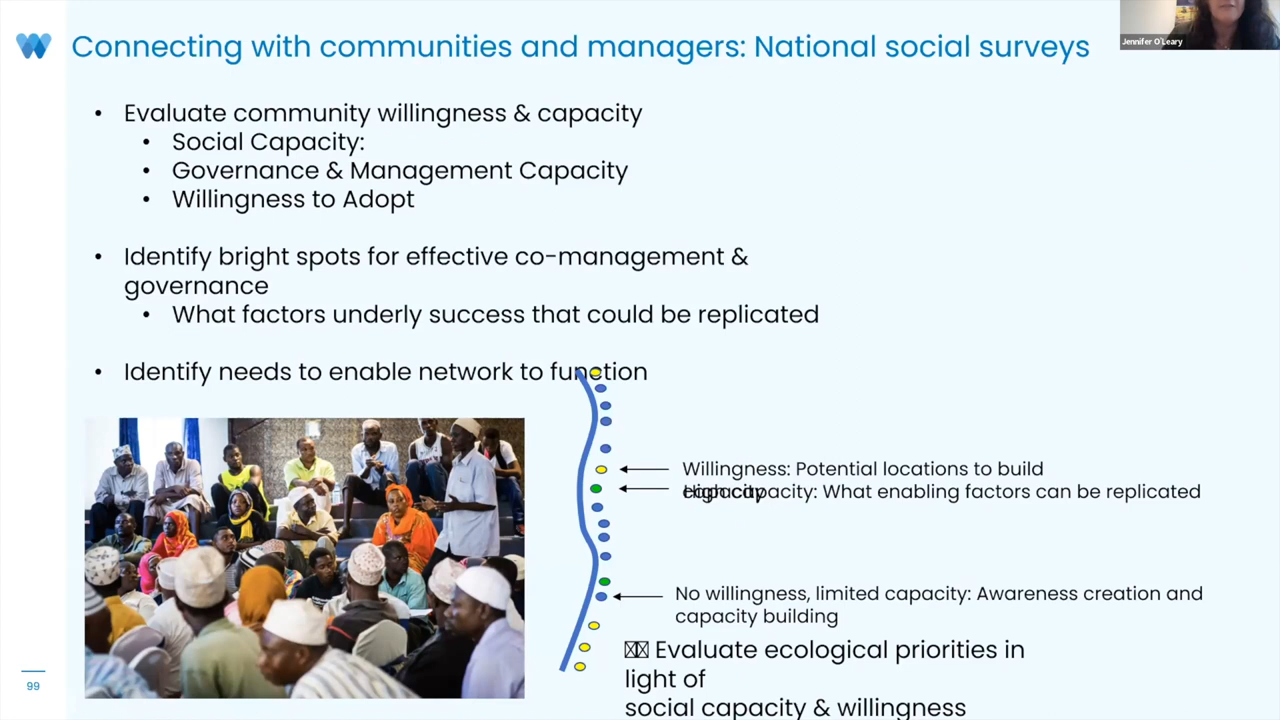 Connecting with communities and managers: National social surveys
Jennifer O'Leary
• Evaluate community willingness & capacity
• Social Capacity:
• Governance & Management Capacity
• Willingness to Adopt
• Identify bright spots for effective co-management &
governance
• What factors underly success that could be replicated
• Identify needs to enable network to function
Willingness: Potential locations to build
capacity
High capacity: What enabling factors can be replicated
No willingness, limited capacity: Awareness creation and
capacity building
Evaluate ecological priorities in
light of
social capacity & willingness
99